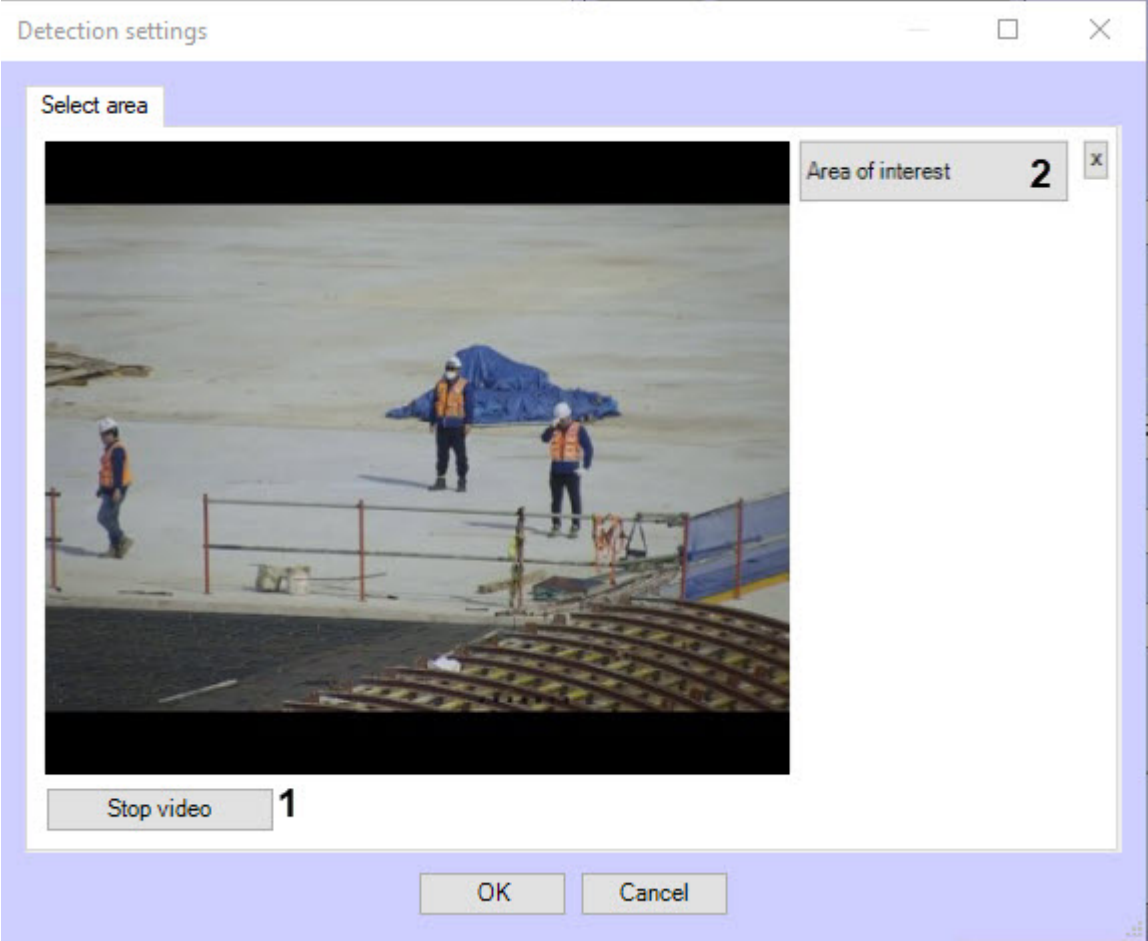 Detection settings
Select area
Area of interest 2
x
Stop video 1
OK Cancel